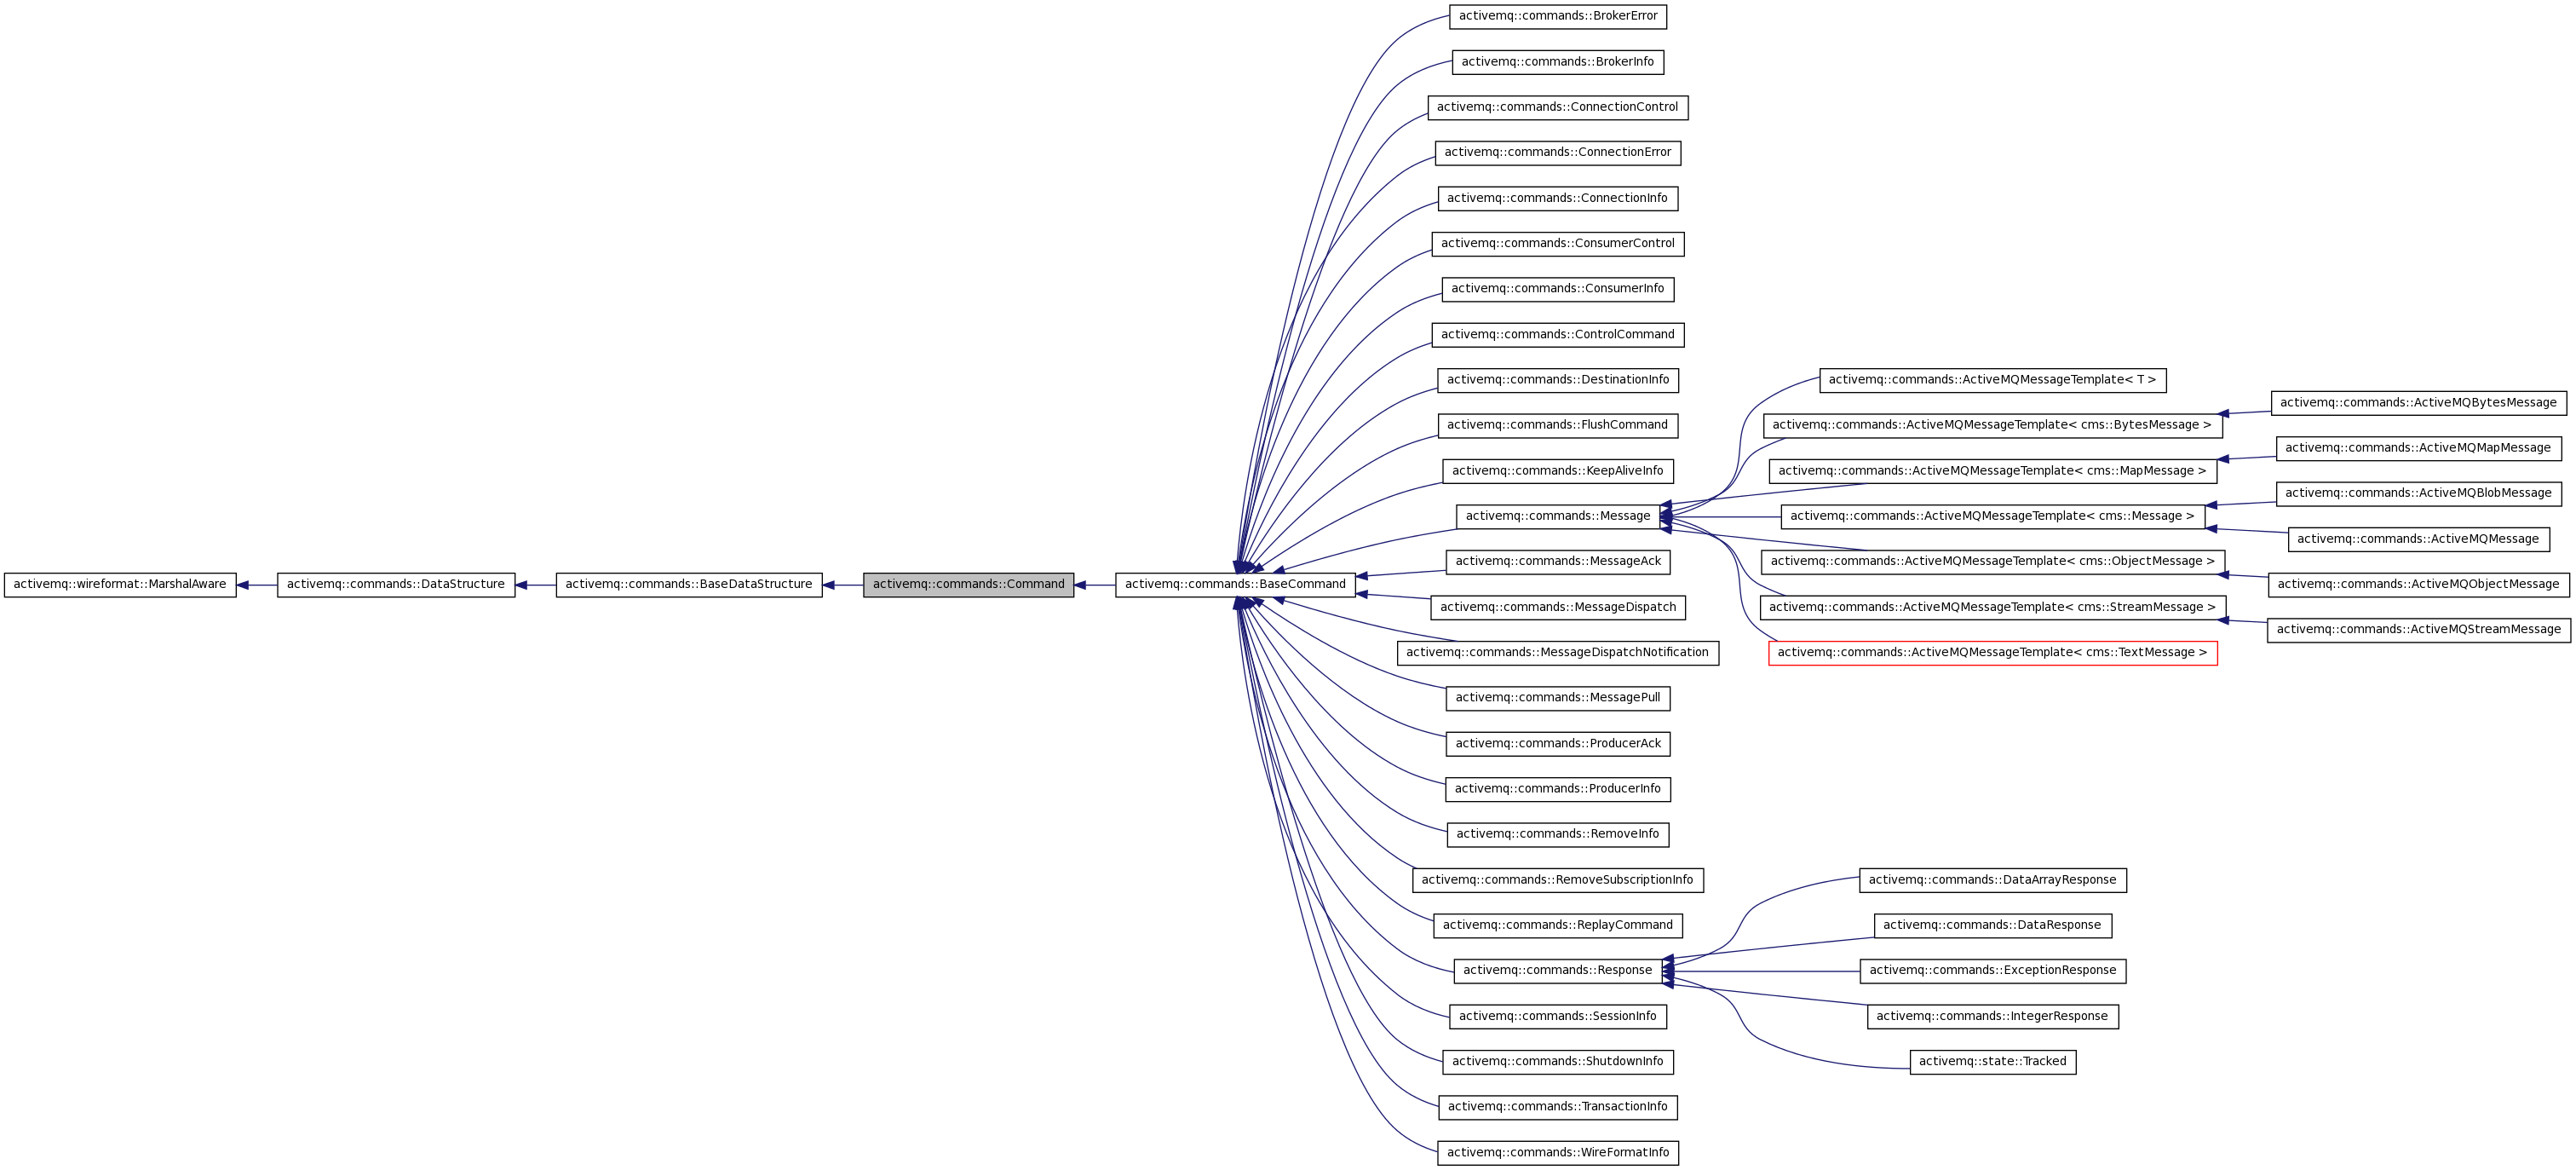 activemq::wireformat::MarshalAware
activemq::commands::DataStructure
activemq::commands::BaseDataStructure
activemq::commands::Command
activemq::commands::BaseCommand
activemq::commands::BrokerError
activemq::commands::BrokerInfo
activemq::commands::ConnectionControl
activemq::commands::ConnectionError
activemq::commands::ConnectionInfo
activemq::commands::ConsumerControl
activemq::commands::ConsumerInfo
activemq::commands::ControlCommand
activemq::commands::DestinationInfo
activemq::commands::FlushCommand
activemq::commands::KeepAliveInfo
activemq::commands::Message
activemq::commands::MessageAck
activemq::commands::MessageDispatch
activemq::commands::MessageDispatchNotification
activemq::commands::MessagePull
activemq::commands::ProducerAck
activemq::commands::ProducerInfo
activemq::commands::RemoveInfo
activemq::commands::RemoveSubscriptionInfo
activemq::commands::ReplayCommand
activemq::commands::Response
activemq::commands::SessionInfo
activemq::commands::ShutdownInfo
activemq::commands::TransactionInfo
activemq::commands::WireFormatInfo
activemq::commands::ActiveMQMessageTemplate< T >
activemq::commands::ActiveMQMessageTemplate< cms::BytesMessage >
activemq::commands::ActiveMQMessageTemplate< cms::MapMessage >
activemq::commands::ActiveMQMessageTemplate< cms::Message >
activemq::commands::ActiveMQMessageTemplate< cms::ObjectMessage >
activemq::commands::ActiveMQMessageTemplate< cms::StreamMessage >
activemq::commands::ActiveMQMessageTemplate< cms::TextMessage >
activemq::commands::DataArrayResponse
activemq::commands::DataResponse
activemq::commands::ExceptionResponse
activemq::commands::IntegerResponse
activemq::state::Tracked
activemq::commands::ActiveMQBytesMessage
activemq::commands::ActiveMQMapMessage
activemq::commands::ActiveMQBlobMessage
activemq::commands::ActiveMQMessage
activemq::commands::ActiveMQObjectMessage
activemq::commands::ActiveMQStreamMessage